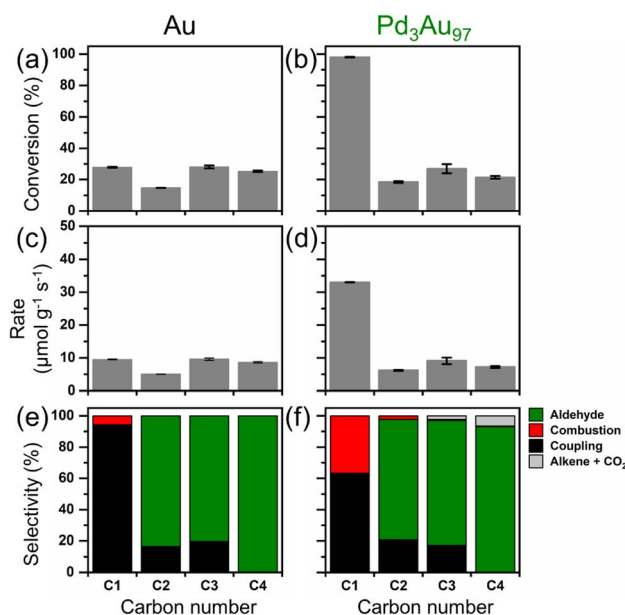 Au
Pd₃Au₉₇
(a)
(b)
Conversion (%)
100
80
60
40
20
0
(c)
(d)
Rate
(μmol g⁻¹ s⁻¹)
50
40
30
20
10
0
(e)
(f)
Selectivity (%)
100
80
60
40
20
0
Aldehyde
Combustion
Coupling
Alkene + CO₂
C1 C2 C3 C4
C1 C2 C3 C4
Carbon number
Carbon number